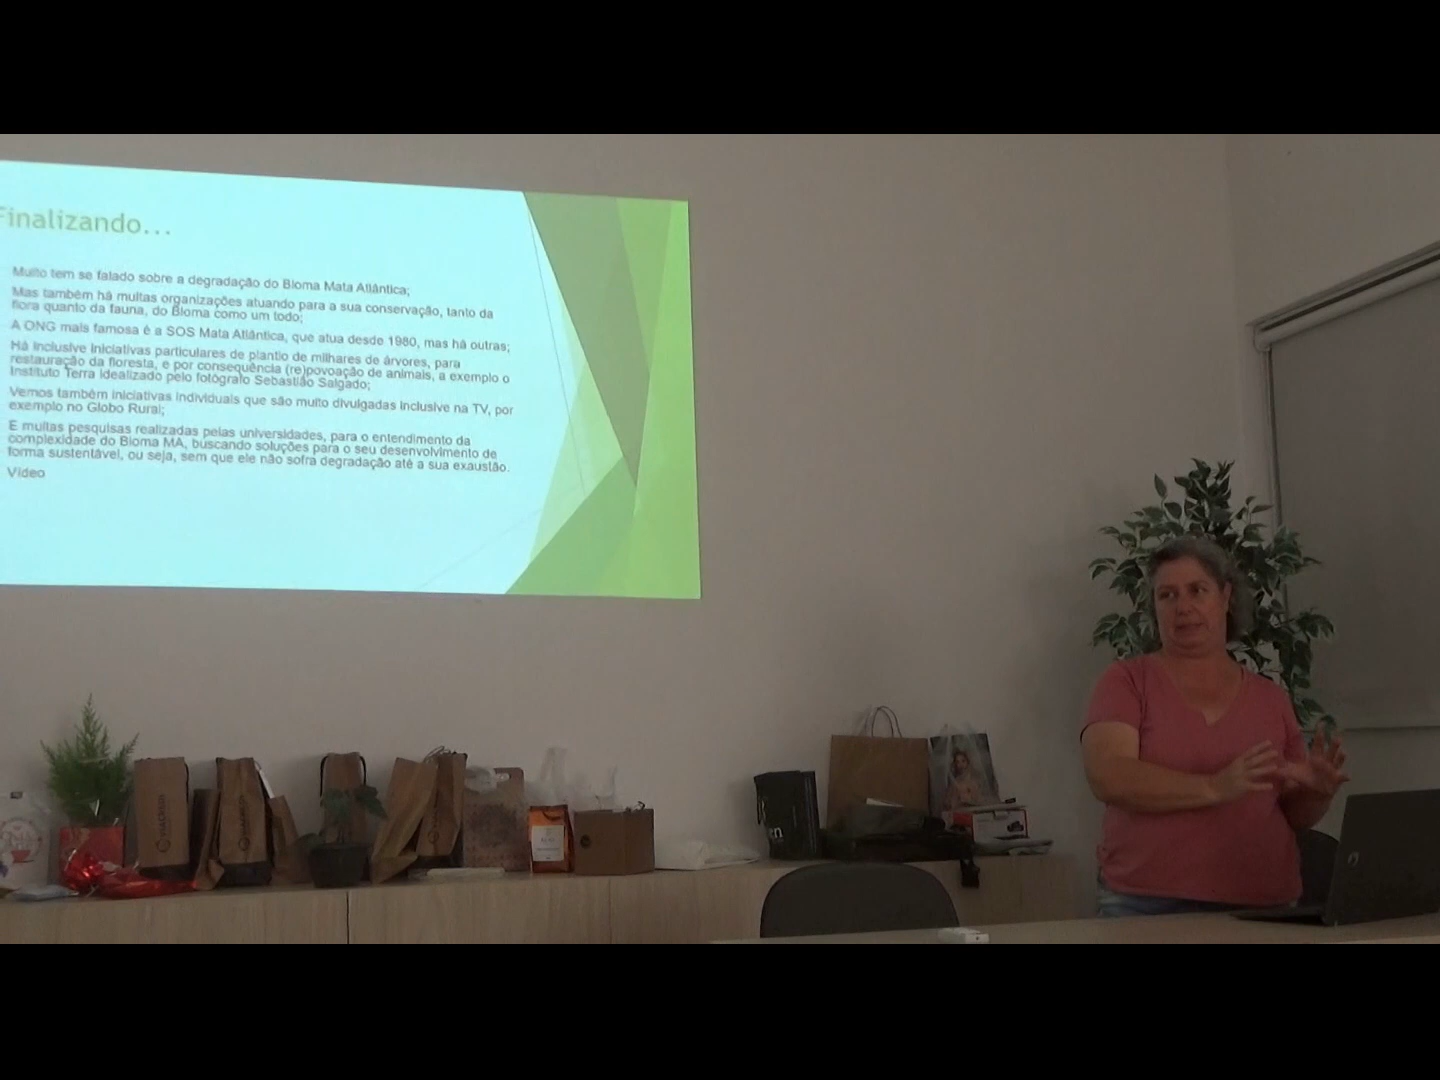 Finalizando...
Muito tem se falado sobre a degradação do Bioma Mata Atlântica;
Mas também há muitas organizações atuando para a sua conservação, tanto da
flora quanto da fauna, do Bioma como um todo;
A ONG mais famosa é a SOS Mata Atlântica, que atua desde 1980, mas há outras;
Há inclusive iniciativas particulares de plantio de milhares de árvores, para
restauração da floresta, e por consequência (re)povoação de animais, a exemplo o
Instituto Terra idealizado pelo fotógrafo Sebastião Salgado;
Vemos também iniciativas individuais que são muito divulgadas inclusive na TV, por
exemplo no Globo Rural;
E muitas pesquisas realizadas pelas universidades, para o entendimento da
complexidade do Bioma MA, buscando soluções para o seu desenvolvimento de
forma sustentável, ou seja, sem que ele não sofra degradação até a sua exaustão.
Vídeo